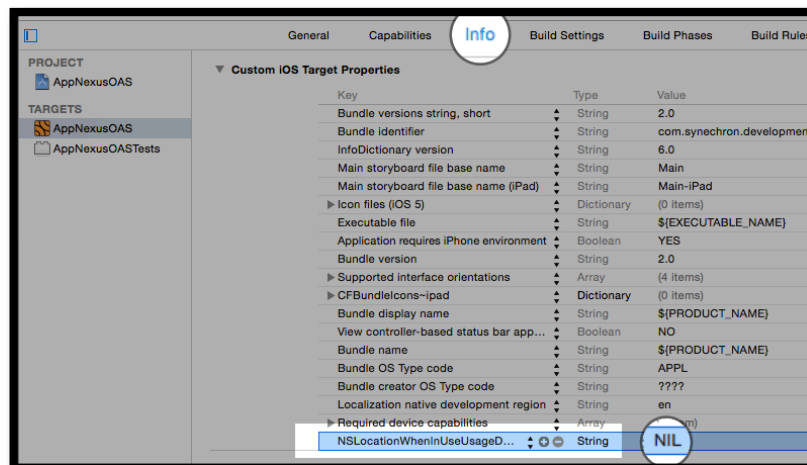 General Capabilities Info Build Settings Build Phases Build Rules
PROJECT
AppNexusOAS
TARGETS
AppNexusOAS
AppNexusOASTests
Custom iOS Target Properties
Key Type Value
Bundle versions string, short String 2.0
Bundle identifier String com.synechron.developmen
InfoDictionary version String 6.0
Main storyboard file base name String Main
Main storyboard file base name (iPad) String Main-iPad
Icon files (iOS 5) Dictionary (0 items)
Executable file String ${EXECUTABLE_NAME}
Application requires iPhone environment Boolean YES
Bundle version String 2.0
Supported interface orientations Array (4 items)
CFBundleIcons~ipad Dictionary (0 items)
Bundle display name String ${PRODUCT_NAME}
View controller-based status bar app... Boolean NO
Bundle name String ${PRODUCT_NAME}
Bundle OS Type code String APPL
Bundle creator OS Type code String ????
Localization native development region String en
Required device capabilities Array
NSLocationWhenInUseUsageD... String NIL